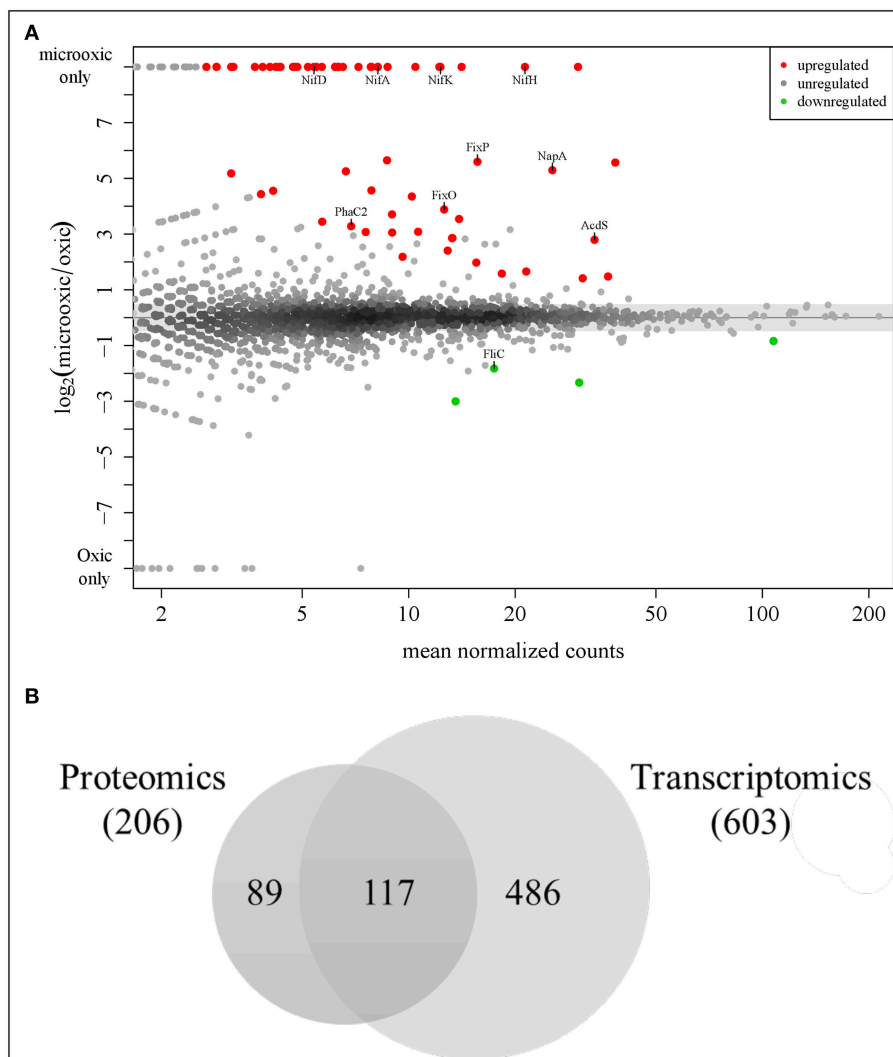 A
microoxic
only
7
5
3
1
−1
−3
−5
−7
Oxic
only
log2(microoxic/oxic)
NifD
NifA
NifK
NifH
FixP
NapA
FixO
PhaC2
AcdS
FliC
upregulated
unregulated
downregulated
2
5
10
20
50
100
200
mean normalized counts
B
Proteomics
(206)
Transcriptomics
(603)
89
117
486